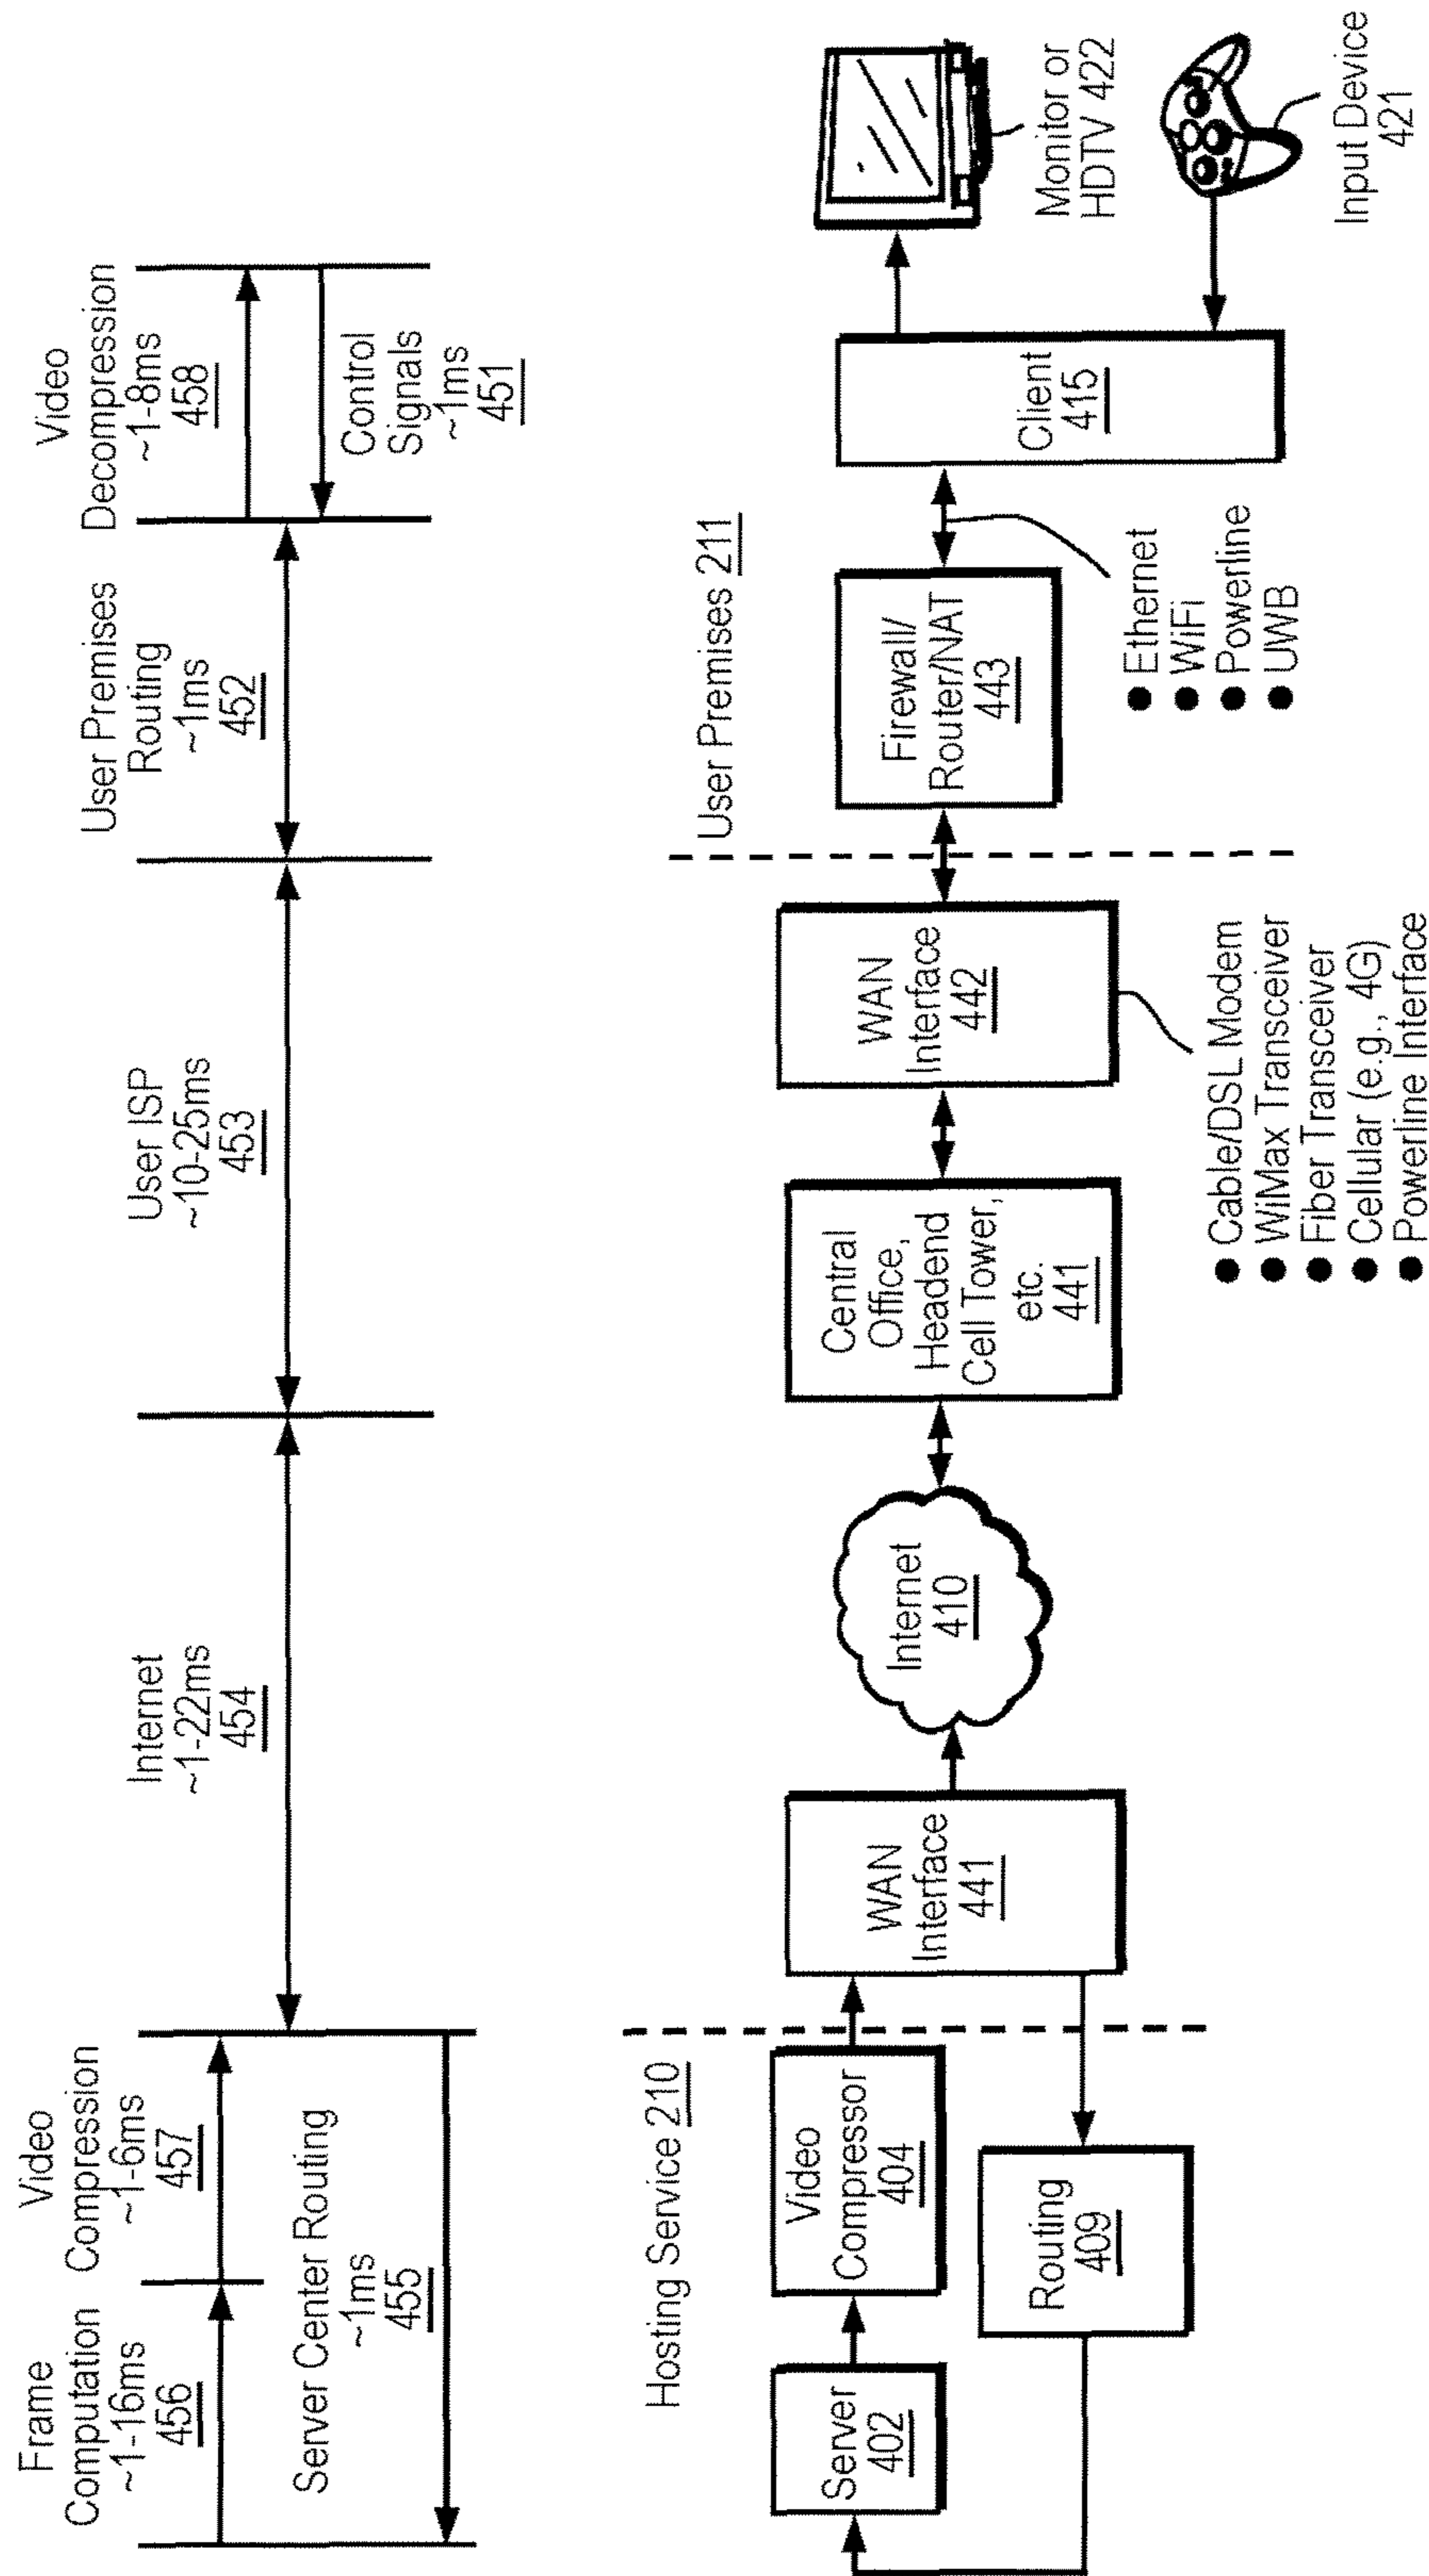 Frame
Computation
~1-16ms
456
Video
Compression
~1-6ms
457
Server Center Routing
~1ms
455
Internet
~1-22ms
454
User ISP
~10-25ms
453
User Premises
Routing
~1ms
452
Video
Decompression
~1-8ms
458
Control
Signals
~1ms
451
Hosting Service 210
Server
402
Video
Compressor
404
Routing
409
WAN
Interface
441
Internet
410
Central
Office,
Headend
Cell Tower,
etc.
441
WAN
Interface
442
● Cable/DSL Modem
● WiMax Transceiver
● Fiber Transceiver
● Cellular (e.g., 4G)
● Powerline Interface
User Premises 211
Firewall/
Router/NAT
443
● Ethernet
● WiFi
● Powerline
● UWB
Client
415
Monitor or
HDTV 422
Input Device
421